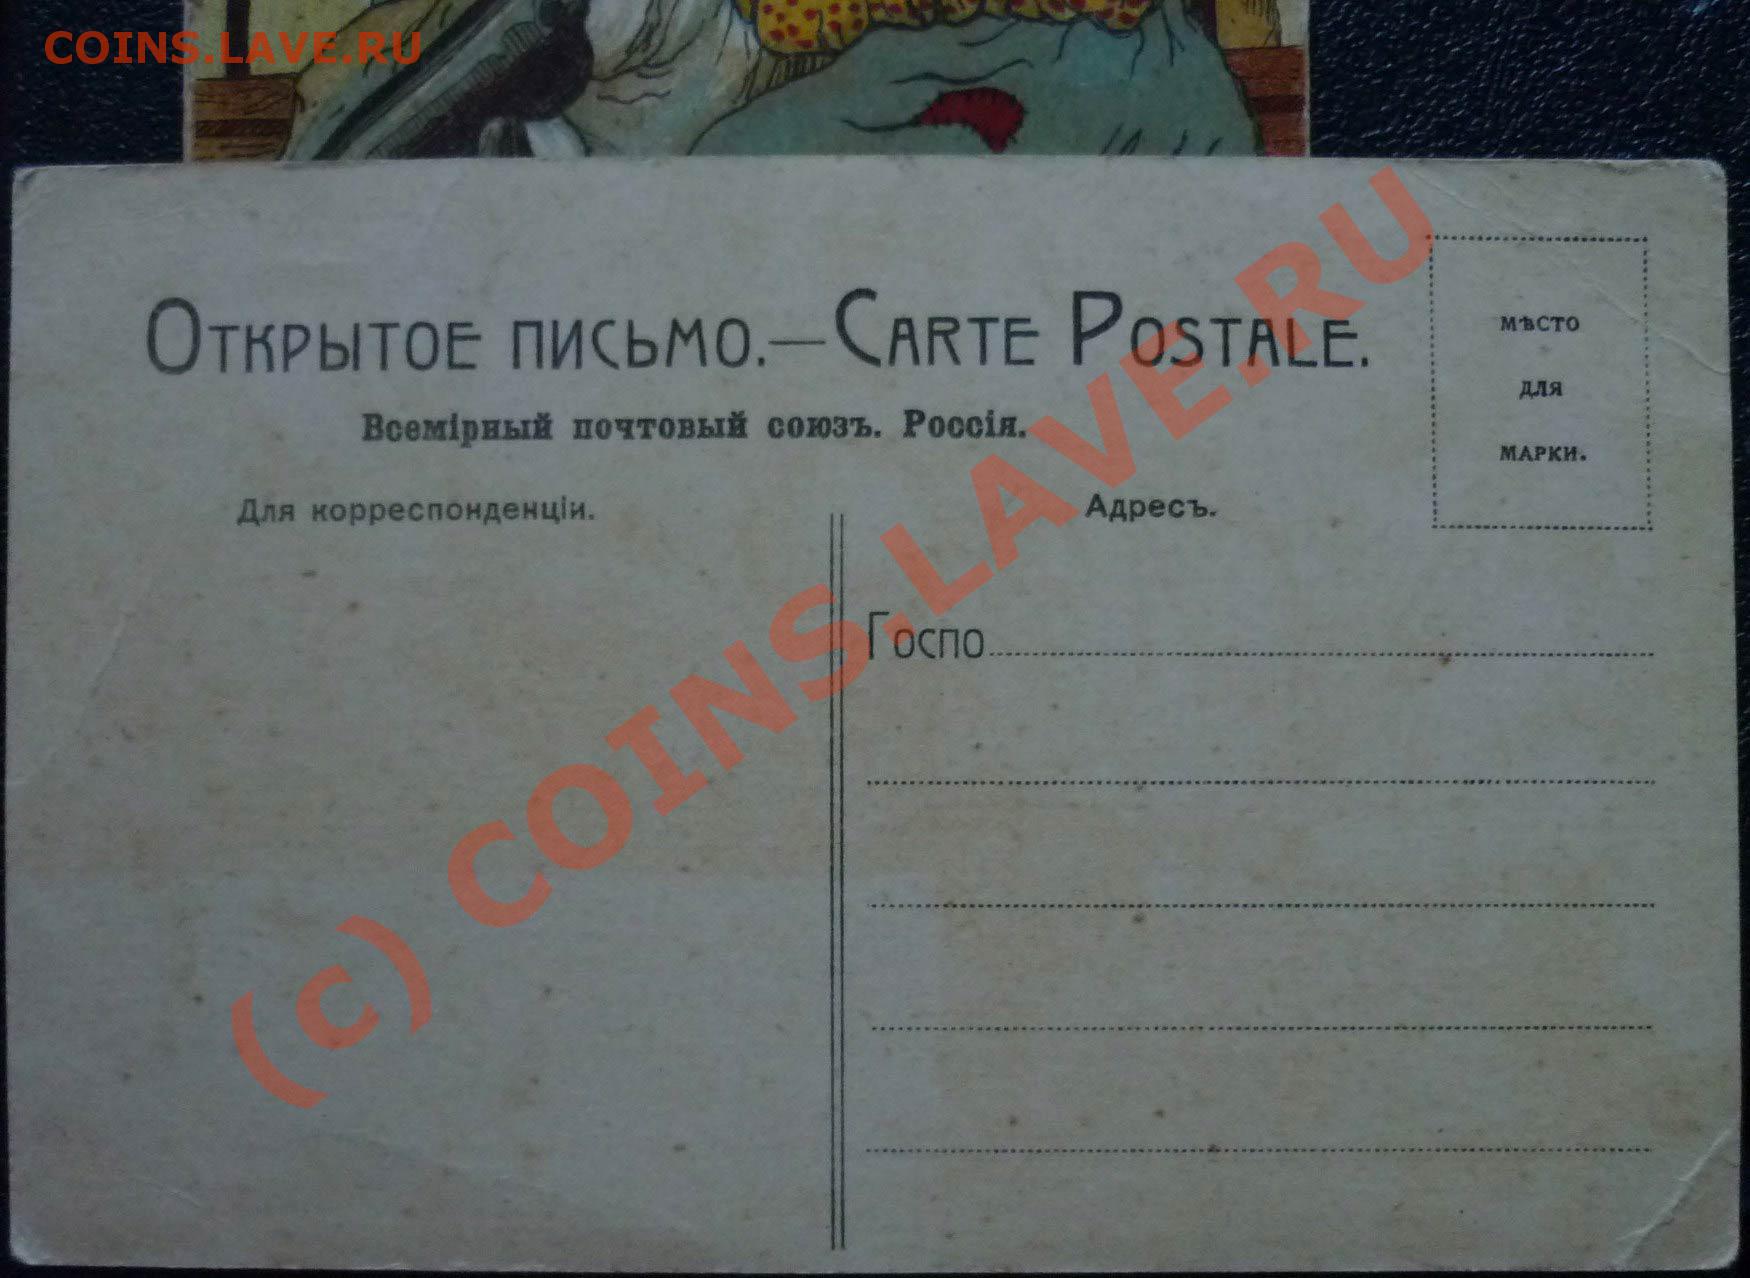 COINS.LAVE.RU
Открытое письмо.—Carte Postale.
Всемірный почтовый союзъ. Россія.
мѣсто
для
марки.
Для корреспонденціи.
Адресъ.
Госпо
(c) COINS.LAVE.RU